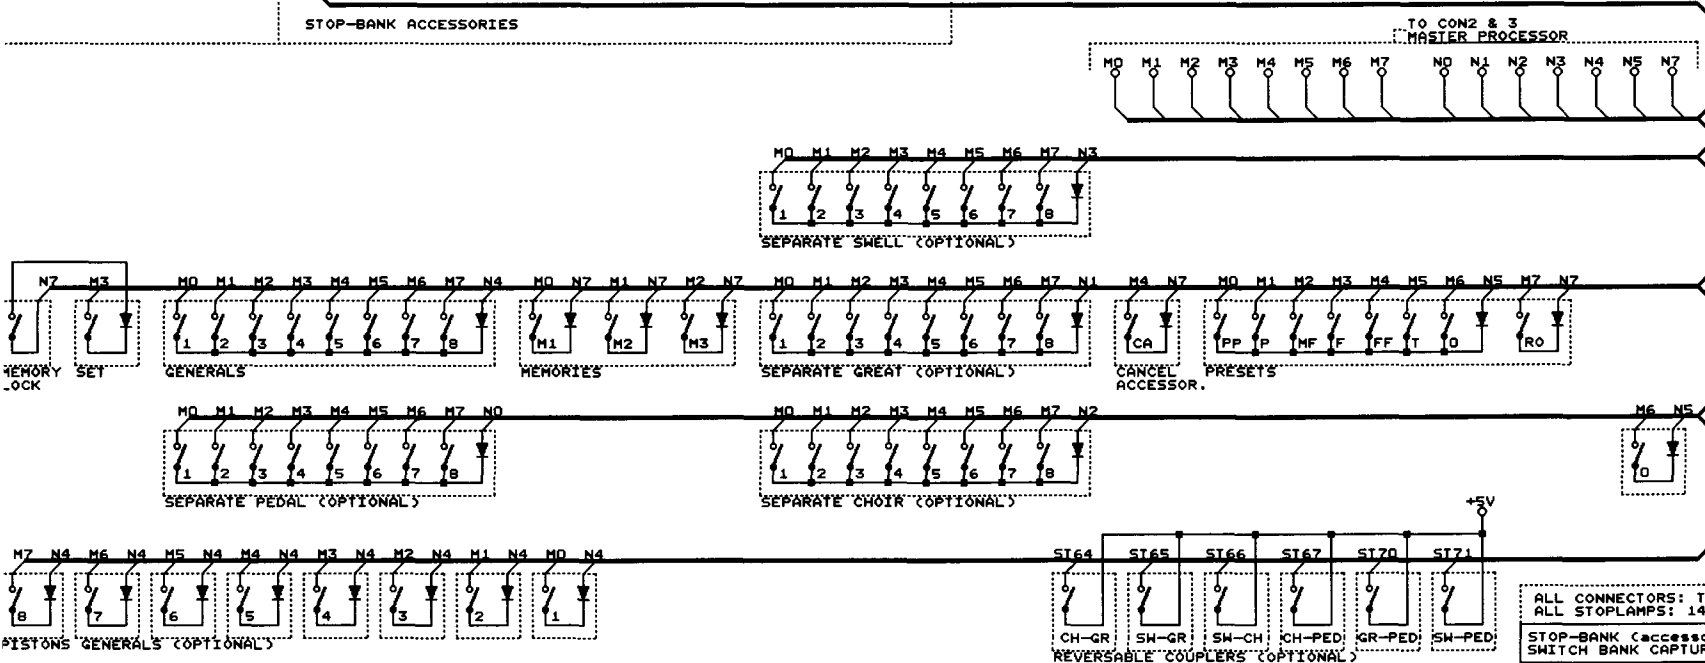 STOP-BANK ACCESSORIES
TO CON2 & 3
MASTER PROCESSOR
M0 M1 M2 M3 M4 M5 M6 M7 N0 N1 N2 N3 N4 N5 N7
M0 M1 M2 M3 M4 M5 M6 M7 N3
1 2 3 4 5 6 7 8
SEPARATE SWELL (OPTIONAL)
N7 M3 M0 M1 M2 M3 M4 M5 M6 M7 N4 M0 N7 M1 N7 M2 N7 M0 M1 M2 M3 M4 M5 M6 M7 N1 M4 N7 M0 M1 M2 M3 M4 M5 M6 N5 M7 N7
1 2 3 4 5 6 7 8 M1 M2 M3 1 2 3 4 5 6 7 8 CA PP P MF F FF T O RO
MEMORY SET GENERALS MEMORIES SEPARATE GREAT (OPTIONAL) CANCEL PRESETS
LOCK ACCESSOR.
M0 M1 M2 M3 M4 M5 M6 M7 N0 M0 M1 M2 M3 M4 M5 M6 M7 N2 M6 N5
1 2 3 4 5 6 7 8 1 2 3 4 5 6 7 8 O
SEPARATE PEDAL (OPTIONAL) SEPARATE CHOIR (OPTIONAL)
+5V
M7 N4 M6 N4 M5 N4 M4 N4 M3 N4 M2 N4 M1 N4 M0 N4 ST64 ST65 ST66 ST67 ST70 ST71
8 7 6 5 4 3 2 1
CH-GR SW-GR SW-CH CH-PED GR-PED SW-PED
PISTONS GENERALS (OPTIONAL) REVERSABLE COUPLERS (OPTIONAL)
ALL CONNECTORS: T
ALL STOPLAMPS: 14
STOP-BANK (access
SWITCH BANK CAPTU